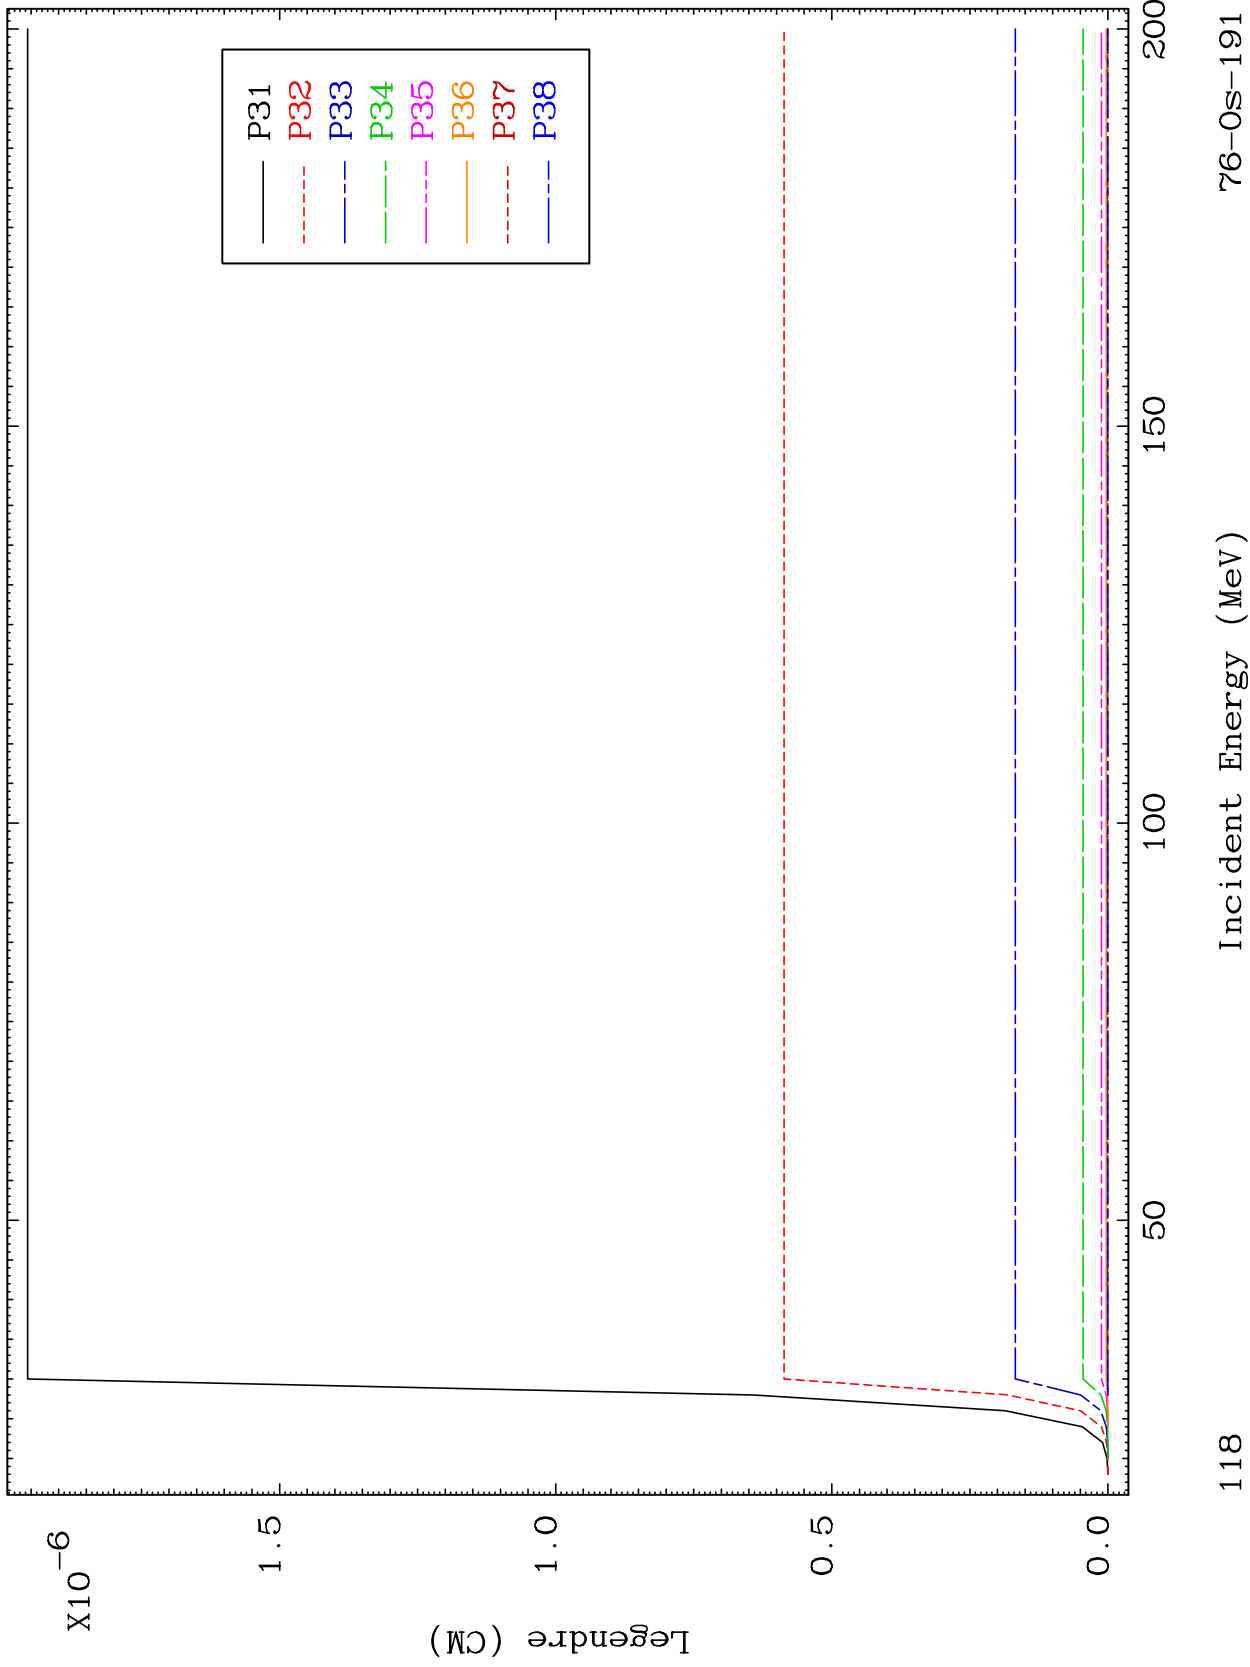 X10-6
1.5
1.0
0.5
0.0
Legendre (CM)
P31
P32
P33
P34
P35
P36
P37
P38
50
100
150
200
Incident Energy (MeV)
118
76-Os-191